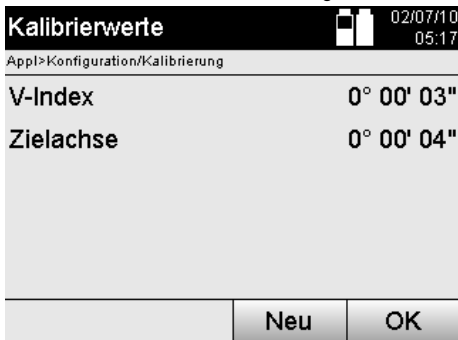 Kalibrierwerte
02/07/10
05:17
Appl>Konfiguration/Kalibrierung
V-Index 0° 00' 03"
Zielachse 0° 00' 04"
Neu OK